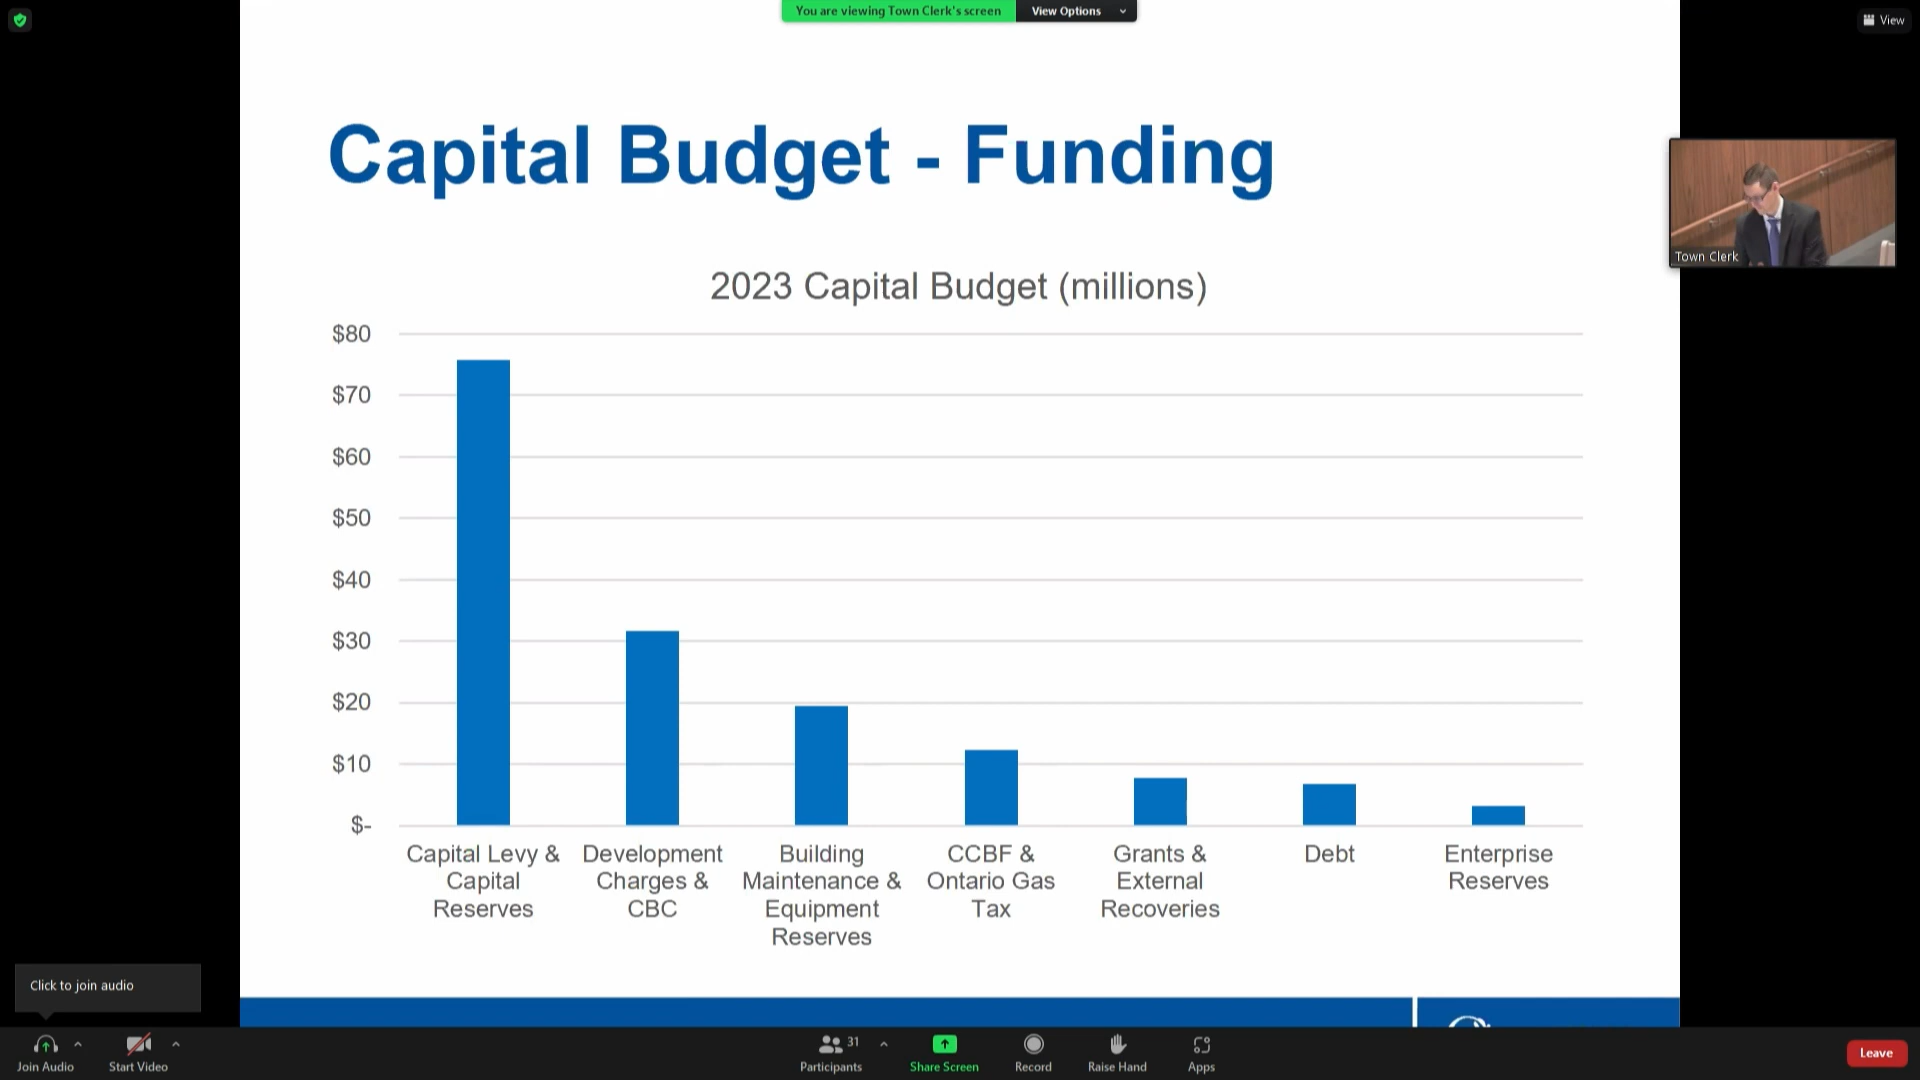 You are viewing Town Clerk's screen
View Options
View
Capital Budget - Funding
Town Clerk
2023 Capital Budget (millions)
$80
$70
$60
$50
$40
$30
$20
$10
$-
Capital Levy &
Capital
Reserves
Development
Charges &
CBC
Building
Maintenance &
Equipment
Reserves
CCBF &
Ontario Gas
Tax
Grants &
External
Recoveries
Debt
Enterprise
Reserves
Click to join audio
Join Audio
Start Video
31
Participants
Share Screen
Record
Raise Hand
Apps
Leave